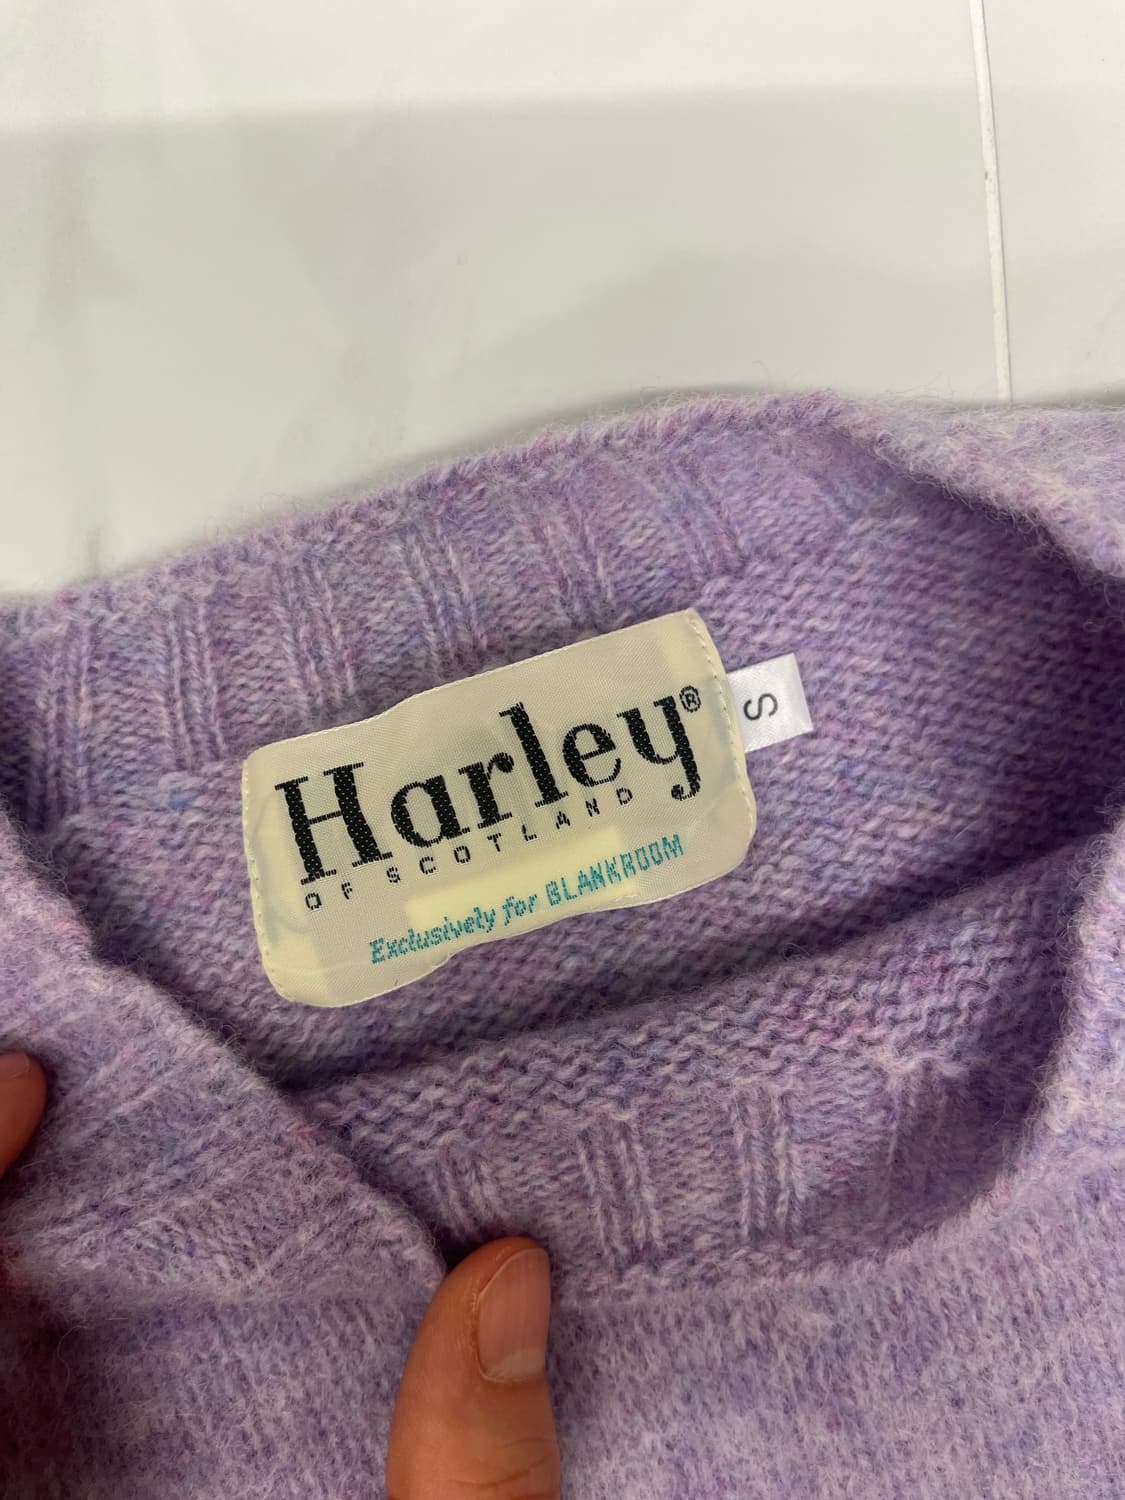 Harley®
OF SCOTLAND
Exclusively for BLANKROOM
S